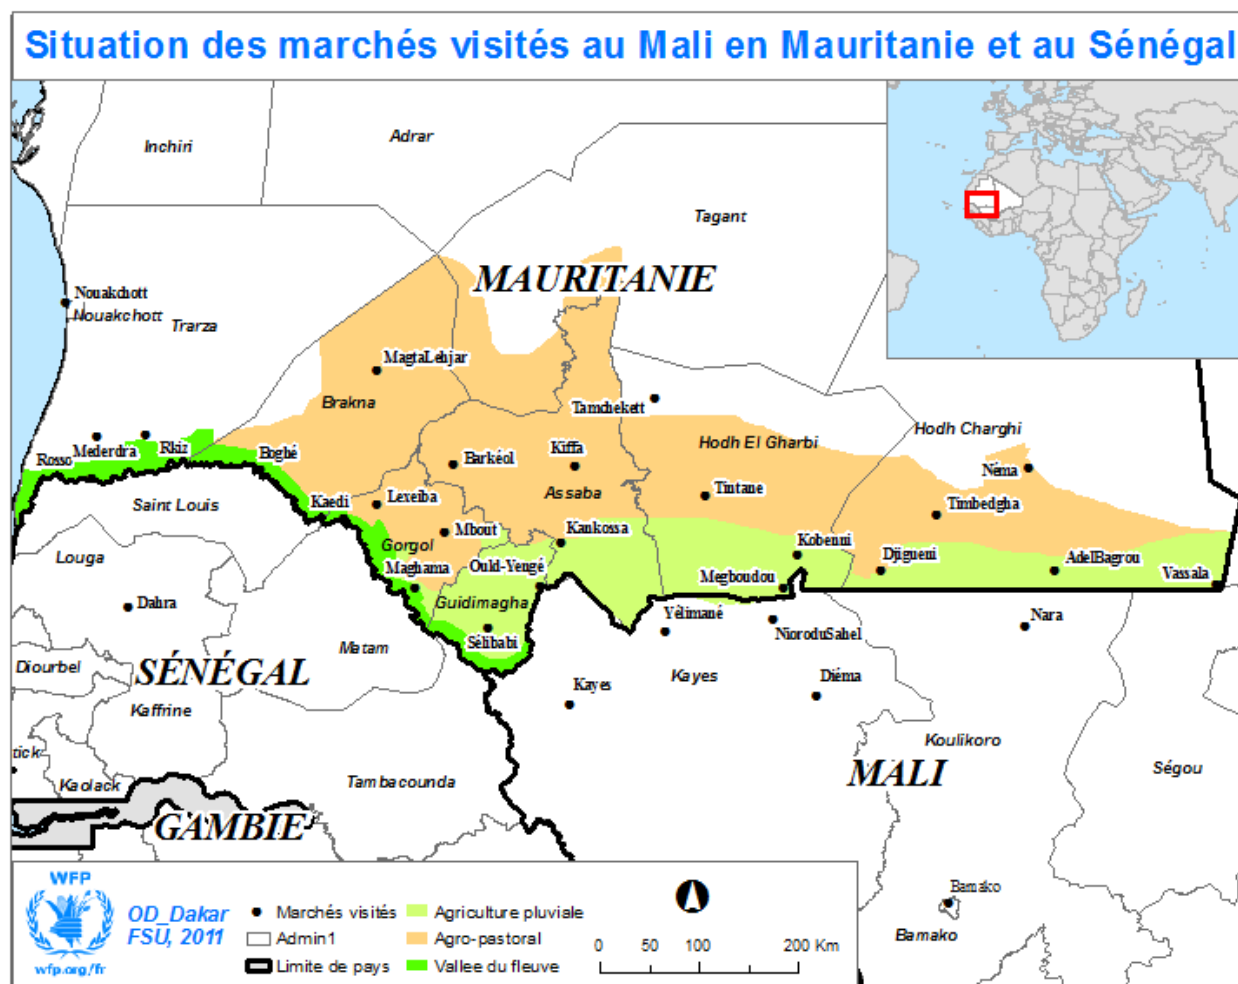 Situation des marchés visités au Mali en Mauritanie et au Sénégal
Inchiri
Adrar
Tagant
MAURITANIE
Nouakchott
Nouakchott
Trarza
MagtaLehjar
Brakna
Tamchekett
Hodh El Gharbi
Hodh Charghi
Rosso
Mederdra
Rkiz
Boghé
Barkéol
Kiffa
Néma
Saint Louis
Kaedi
Lexeiba
Assaba
Tintane
Timbedgha
Louga
Gorgol
Mbout
Kankossa
Kobenni
Maghama
Ould-Yengé
Megboudou
Djigueni
AdelBagrou
Vassala
Dahra
Guidimagha
Yélimané
NioroduSahel
Nara
Sélibabi
Matam
Diourbel
SÉNÉGAL
Kayes
Kayes
Diéma
Kaffrine
Koulikoro
tick
Kaolack
Tambacounda
MALI
Ségou
GAMBIE
Bamako
Bamako
WFP
wfp.org/fr
OD_Dakar
FSU, 2011
Marchés visités
Admin1
Limite de pays
Agriculture pluviale
Agro-pastoral
Vallee du fleuve
0 50 100 200 Km